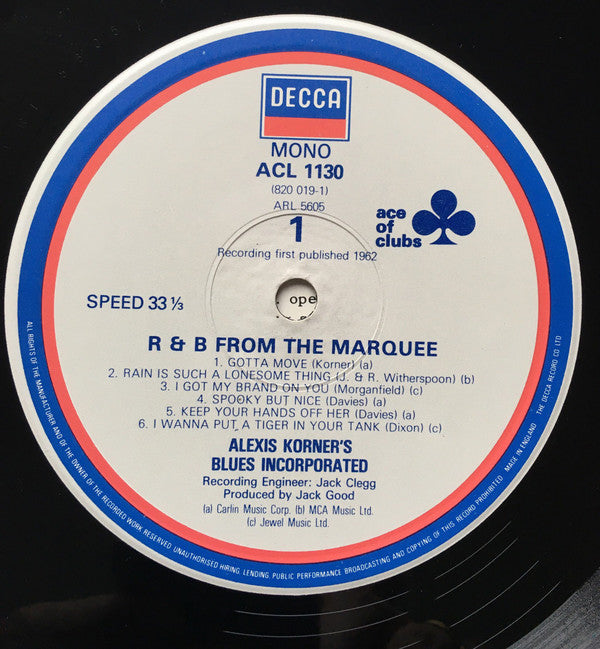 DECCA
MONO
ACL 1130
(820 019-1)
ARL 5605
1
ace
of
clubs
Recording first published 1962
ope
SPEED 33 ⅓
R & B FROM THE MARQUEE
1. GOTTA MOVE (Korner) (a)
2. RAIN IS SUCH A LONESOME THING (J. & R. Witherspoon) (b)
3. I GOT MY BRAND ON YOU (Morganfield) (c)
4. SPOOKY BUT NICE (Davies) (a)
5. KEEP YOUR HANDS OFF HER (Davies) (a)
6. I WANNA PUT A TIGER IN YOUR TANK (Dixon) (c)
ALEXIS KORNER'S
BLUES INCORPORATED
Recording Engineer: Jack Clegg
Produced by Jack Good
(a) Carlin Music Corp. (b) MCA Music Ltd.
(c) Jewel Music Ltd.
ALL RIGHTS OF THE MANUFACTURER AND OF THE OWNER OF THE RECORDED WORK RESERVED. UNAUTHORISED HIRING, LENDING, PUBLIC PERFORMANCE BROADCASTING AND COPYING OF THIS RECORD PROHIBITED. MADE IN ENGLAND THE DECCA RECORD CO LTD